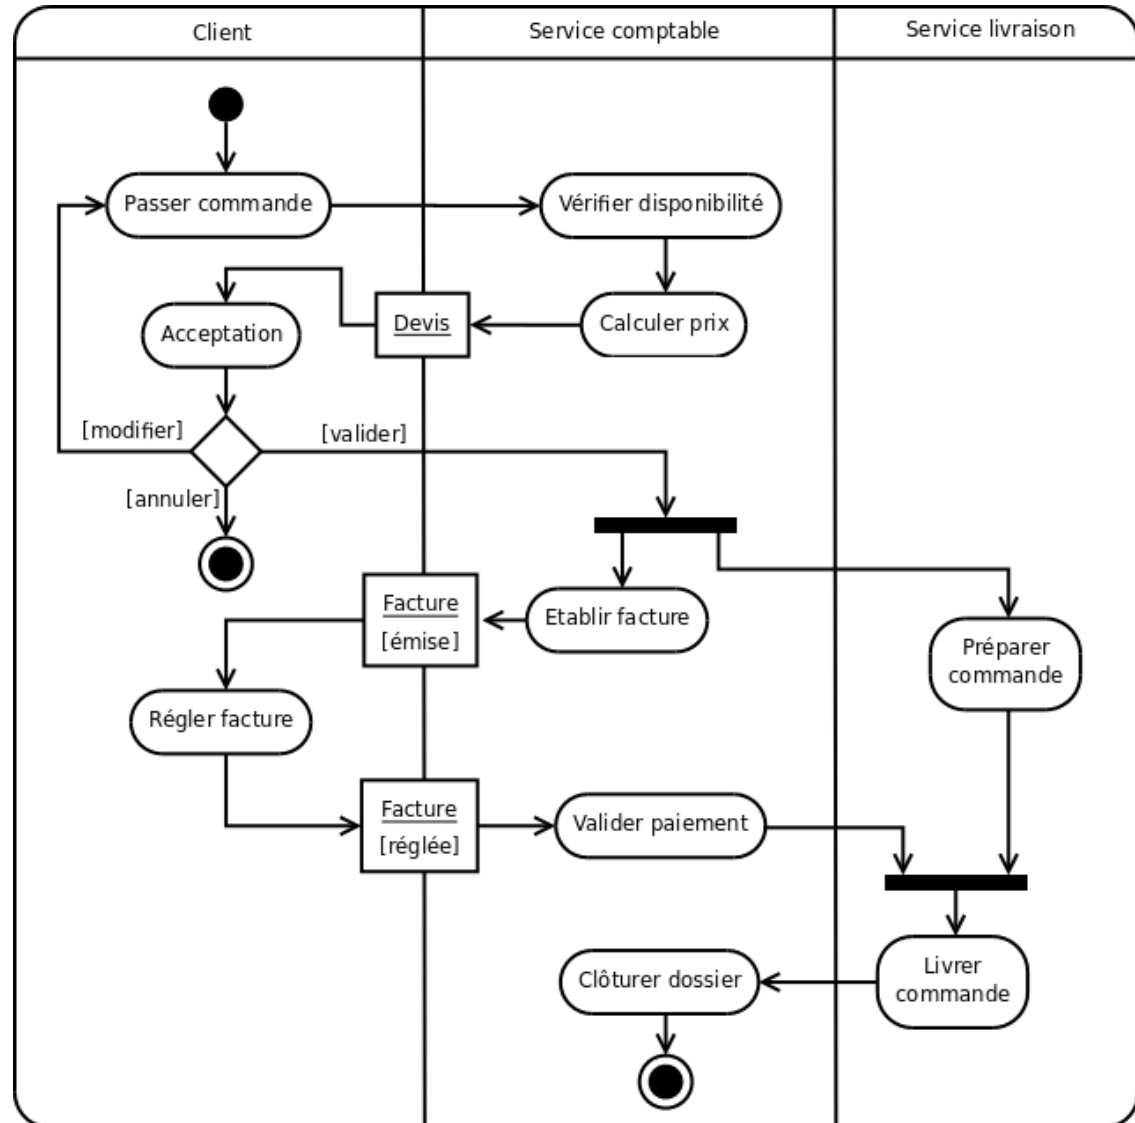 Client
Service comptable
Service livraison
Passer commande
Vérifier disponibilité
Acceptation
Devis
Calculer prix
[modifier]
[valider]
[annuler]
Facture
[émise]
Etablir facture
Préparer
commande
Régler facture
Facture
[réglée]
Valider paiement
Clôturer dossier
Livrer
commande